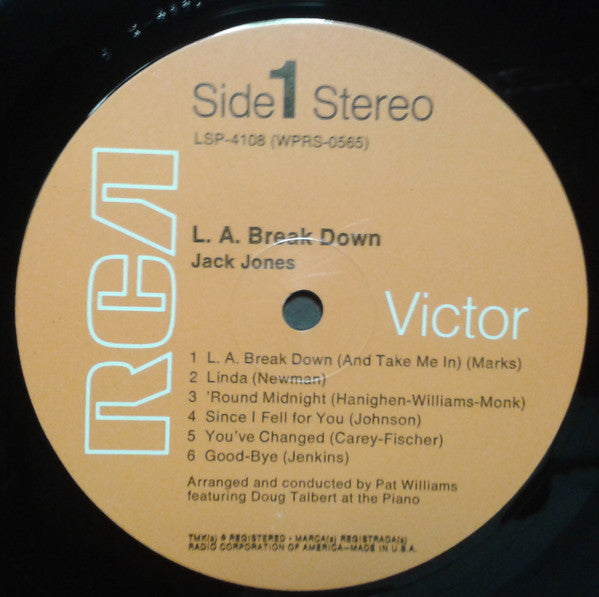 Side 1 Stereo
LSP-4108 (WPRS-0565)
RCA
L. A. Break Down
Jack Jones
Victor
1 L. A. Break Down (And Take Me In) (Marks)
2 Linda (Newman)
3 'Round Midnight (Hanighen-Williams-Monk)
4 Since I Fell for You (Johnson)
5 You've Changed (Carey-Fischer)
6 Good-Bye (Jenkins)
Arranged and conducted by Pat Williams
featuring Doug Talbert at the Piano
TMK(s) ® REGISTERED • MARCA(s) REGISTRADA(s)
RADIO CORPORATION OF AMERICA—MADE IN U.S.A.